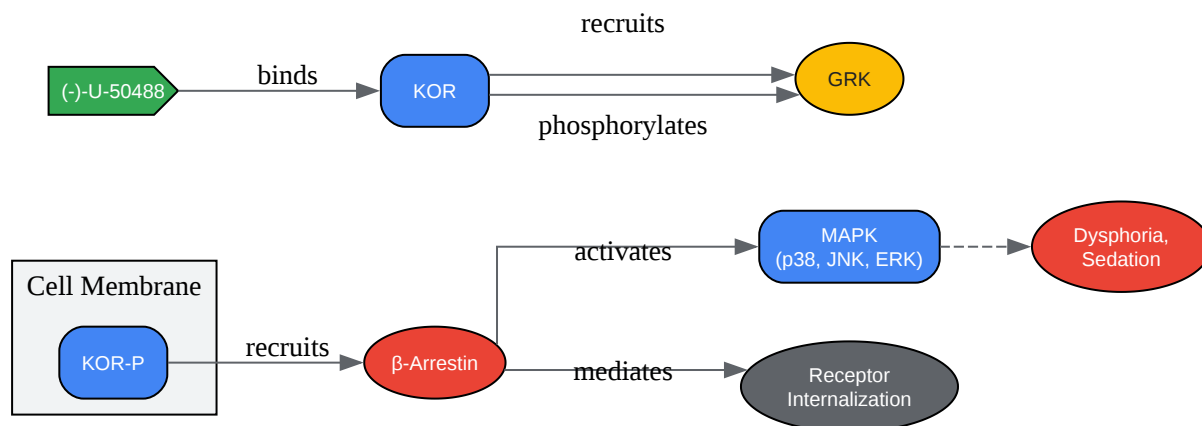 recruits
(-)-U-50488
binds
KOR
GRK
phosphorylates
activates
MAPK
(p38, JNK, ERK)
Dysphoria,
Sedation
Cell Membrane
KOR-P
recruits
β-Arrestin
mediates
Receptor
Internalization